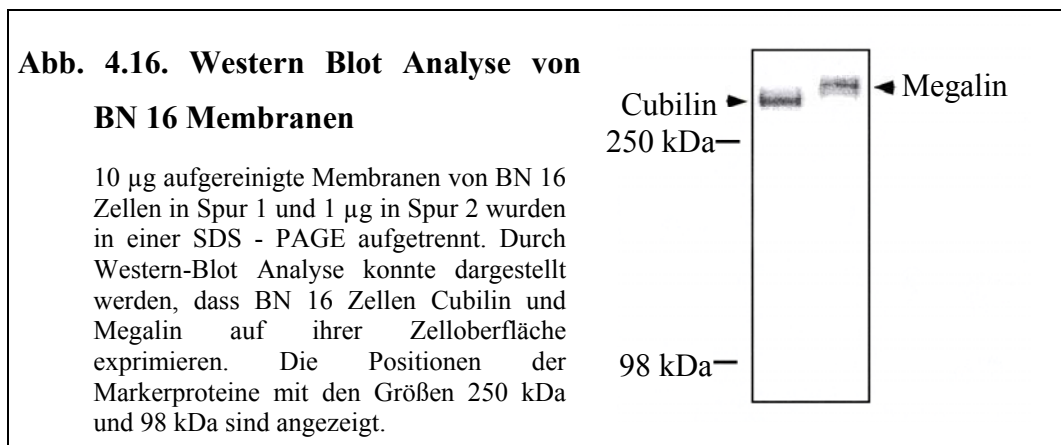 Abb. 4.16. Western Blot Analyse von
BN 16 Membranen
10 µg aufgereinigte Membranen von BN 16
Zellen in Spur 1 und 1 µg in Spur 2 wurden
in einer SDS - PAGE aufgetrennt. Durch
Western-Blot Analyse konnte dargestellt
werden, dass BN 16 Zellen Cubilin und
Megalin auf ihrer Zelloberfläche
exprimieren. Die Positionen der
Markerproteine mit den Größen 250 kDa
und 98 kDa sind angezeigt.
Cubilin
Megalin
250 kDa
98 kDa